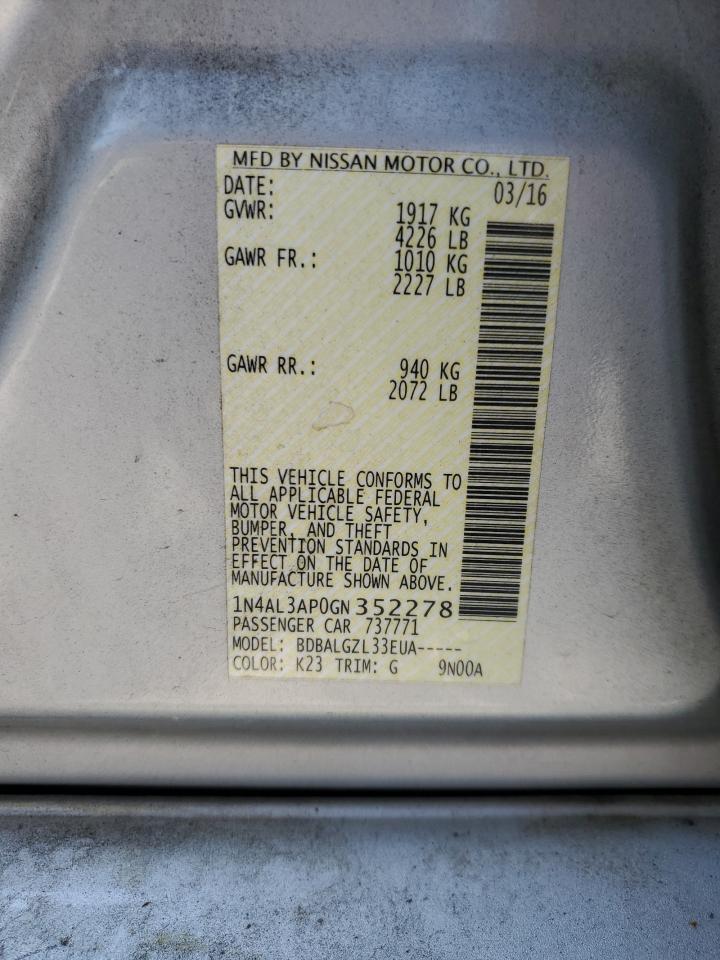 MFD BY NISSAN MOTOR CO., LTD.
DATE: 03/16
GVWR: 1917 KG
4226 LB
GAWR FR.: 1010 KG
2227 LB
GAWR RR.: 940 KG
2072 LB
THIS VEHICLE CONFORMS TO
ALL APPLICABLE FEDERAL
MOTOR VEHICLE SAFETY,
BUMPER, AND THEFT
PREVENTION STANDARDS IN
EFFECT ON THE DATE OF
MANUFACTURE SHOWN ABOVE.
1N4AL3AP0GN352278
PASSENGER CAR 737771
MODEL: BDBALGZL33EUA-----
COLOR: K23 TRIM: G 9N00A